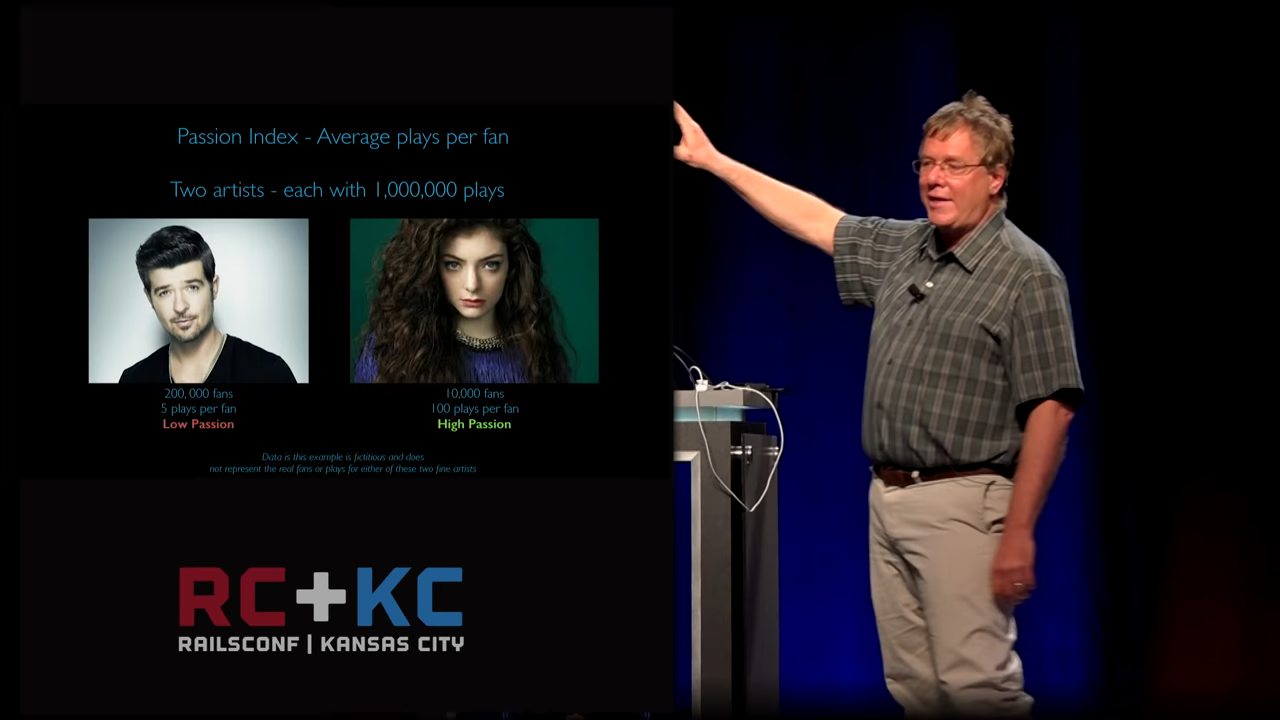 Passion Index - Average plays per fan
Two artists - each with 1,000,000 plays
200, 000 fans
5 plays per fan
Low Passion
10,000 fans
100 plays per fan
High Passion
Data is this example is fictitious and does
not represent the real fans or plays for either of these two fine artists
RC+KC
RAILSCONF | KANSAS CITY